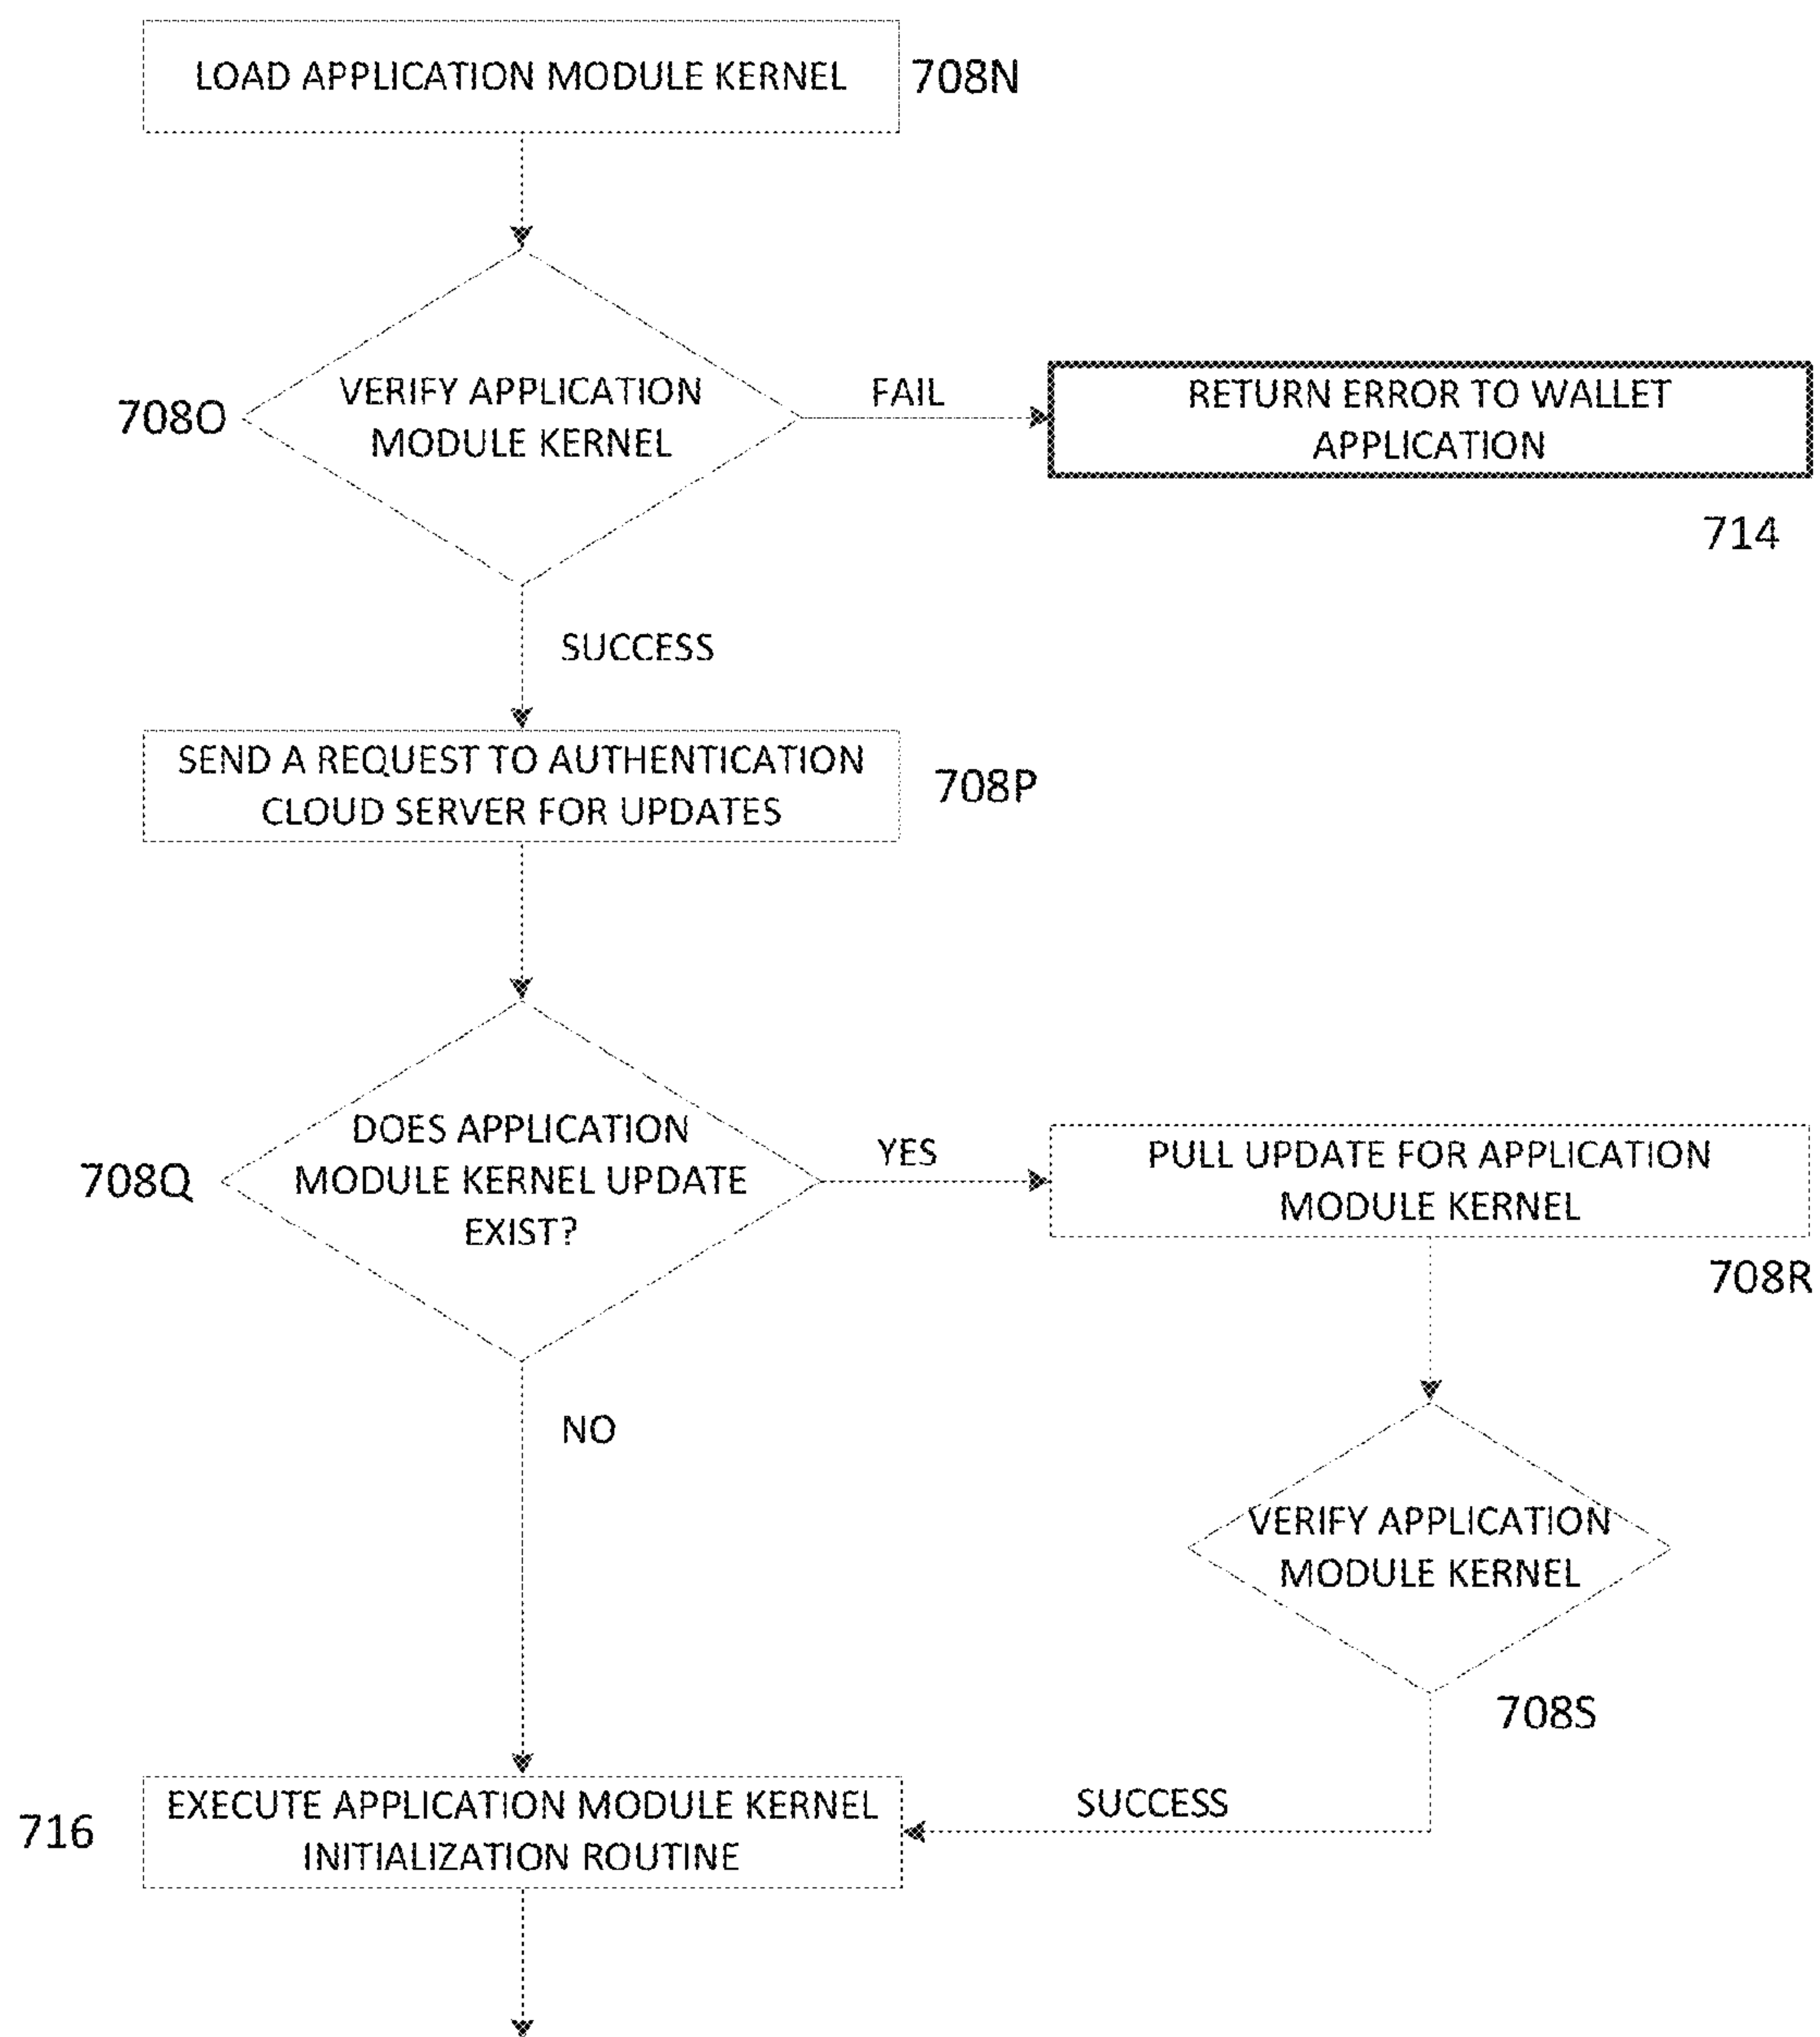 LOAD APPLICATION MODULE KERNEL
708N
VERIFY APPLICATION
MODULE KERNEL
708O
FAIL
RETURN ERROR TO WALLET
APPLICATION
714
SUCCESS
SEND A REQUEST TO AUTHENTICATION
CLOUD SERVER FOR UPDATES
708P
DOES APPLICATION
MODULE KERNEL UPDATE
EXIST?
708Q
YES
PULL UPDATE FOR APPLICATION
MODULE KERNEL
708R
NO
VERIFY APPLICATION
MODULE KERNEL
708S
SUCCESS
EXECUTE APPLICATION MODULE KERNEL
INITIALIZATION ROUTINE
716